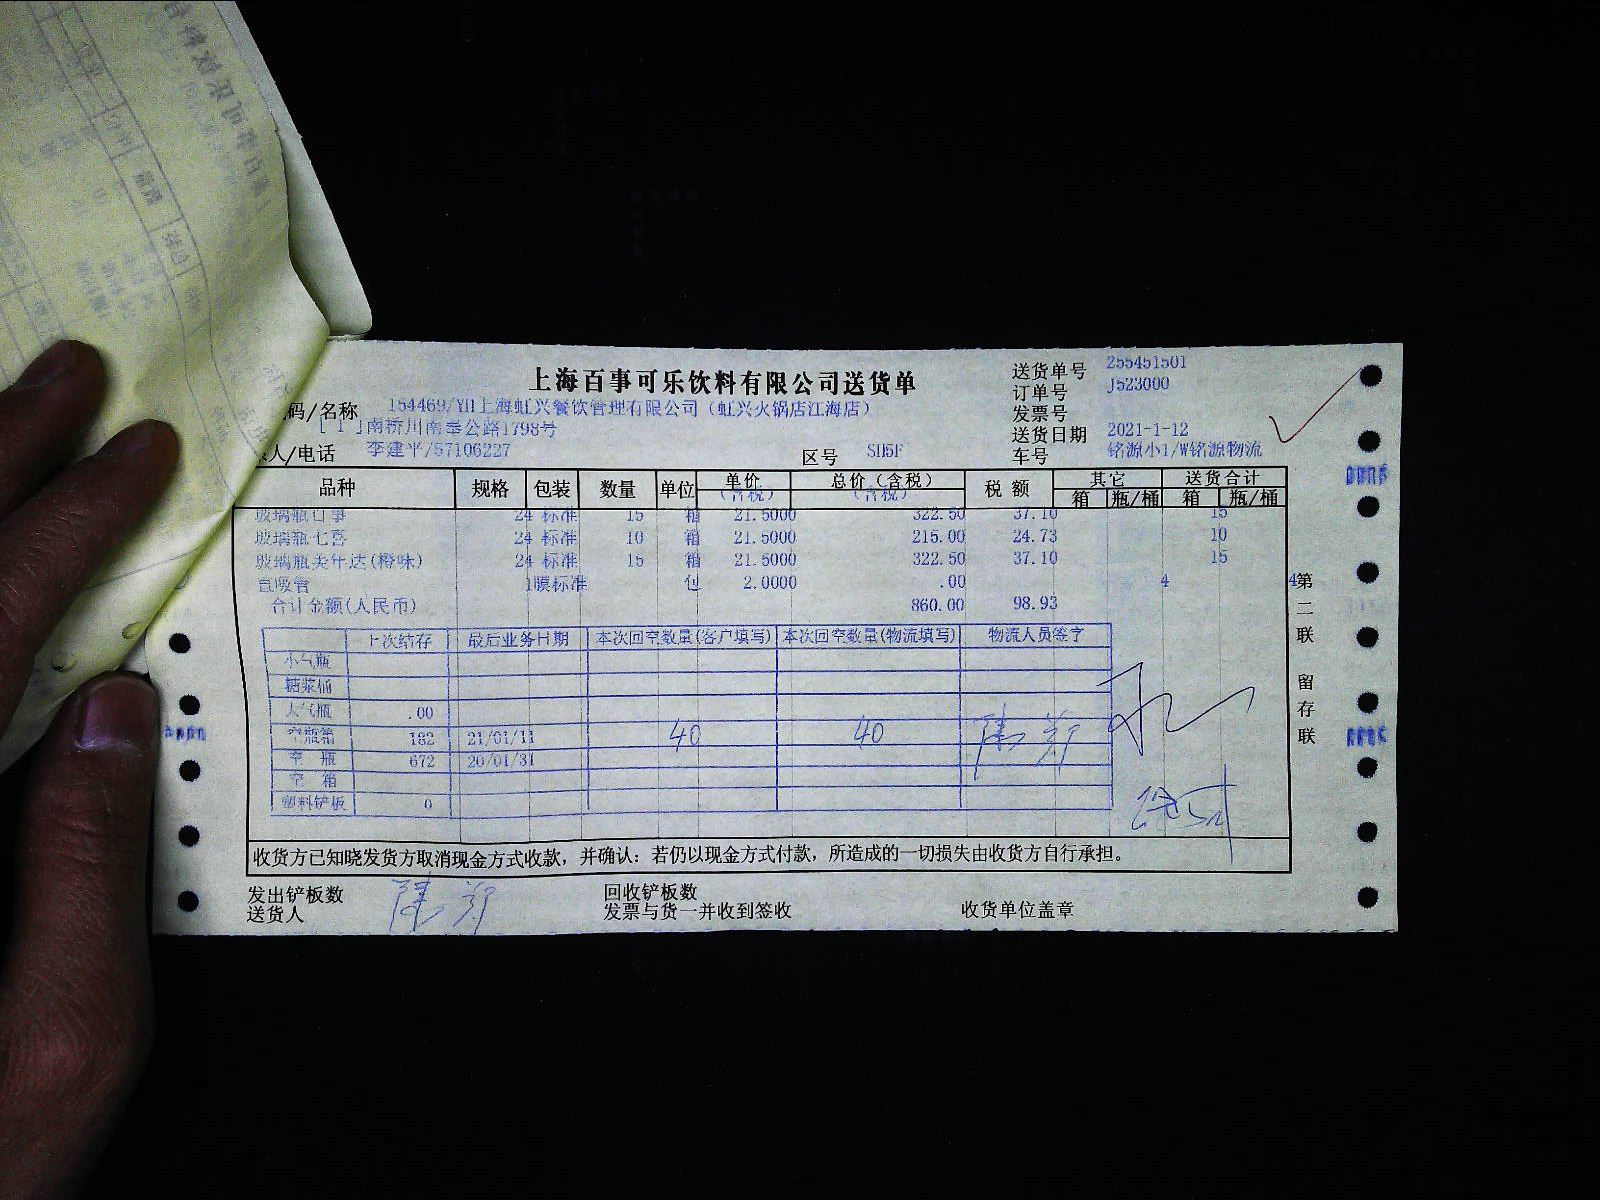 上海百事可乐饮料有限公司送货单
送货单号 255451501
订单号 J523000
发票号
送货日期 2021-1-12
车号 铭源小1/W铭源物流
码/名称 154469/YH上海虹兴餐饮管理有限公司(虹兴火锅店江海店)
[ 1 ]南桥川南奉公路1798号
人/电话 李建平/57106227 区号 SH5F
品种 规格 包装 数量 单位 单价(含税) 总价(含税) 税额 其它 送货合计
箱 瓶/桶 箱 瓶/桶
玻璃瓶百事 24 标准 15 箱 21.5000 322.50 37.10 15
玻璃瓶七喜 24 标准 10 箱 21.5000 215.00 24.73 10
玻璃瓶美年达(橙味) 24 标准 15 箱 21.5000 322.50 37.10 15
直吸管 1膜标准 包 2.0000 .00 4 4
合计金额(人民币) 860.00 98.93
上次结存 最后业务日期 本次回空数量(客户填写) 本次回空数量(物流填写) 物流人员签字
小气瓶
糖浆桶
大气瓶 .00
空瓶箱 182 21/01/11 40 40
空 瓶 672 20/01/31
空 箱
塑料铲板 0
第二联 留存联
收货方已知晓发货方取消现金方式收款，并确认：若仍以现金方式付款，所造成的一切损失由收货方自行承担。
发出铲板数 回收铲板数
送货人 发票与货一并收到签收 收货单位盖章